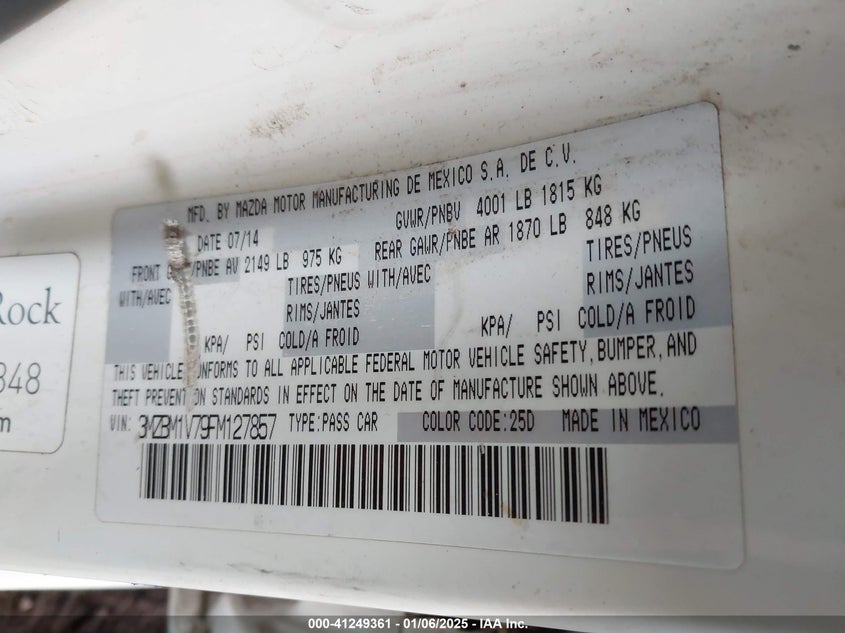 MFD. BY MAZDA MOTOR MANUFACTURING DE MEXICO S.A. DE C.V.
DATE 07/14 GVWR/PNBV 4001 LB 1815 KG
FRONT /PNBE AV 2149 LB 975 KG REAR GAWR/PNBE AR 1870 LB 848 KG
WITH/AVEC TIRES/PNEUS WITH/AVEC TIRES/PNEUS
RIMS/JANTES RIMS/JANTES
KPA/ PSI COLD/A FROID KPA/ PSI COLD/A FROID
THIS VEHICLE CONFORMS TO ALL APPLICABLE FEDERAL MOTOR VEHICLE SAFETY, BUMPER, AND
THEFT PREVENTION STANDARDS IN EFFECT ON THE DATE OF MANUFACTURE SHOWN ABOVE.
VIN: 3MZBM1V79FM127857 TYPE:PASS CAR COLOR CODE:25D MADE IN MEXICO
Rock
848
000-41249361 - 01/06/2025 - IAA Inc.